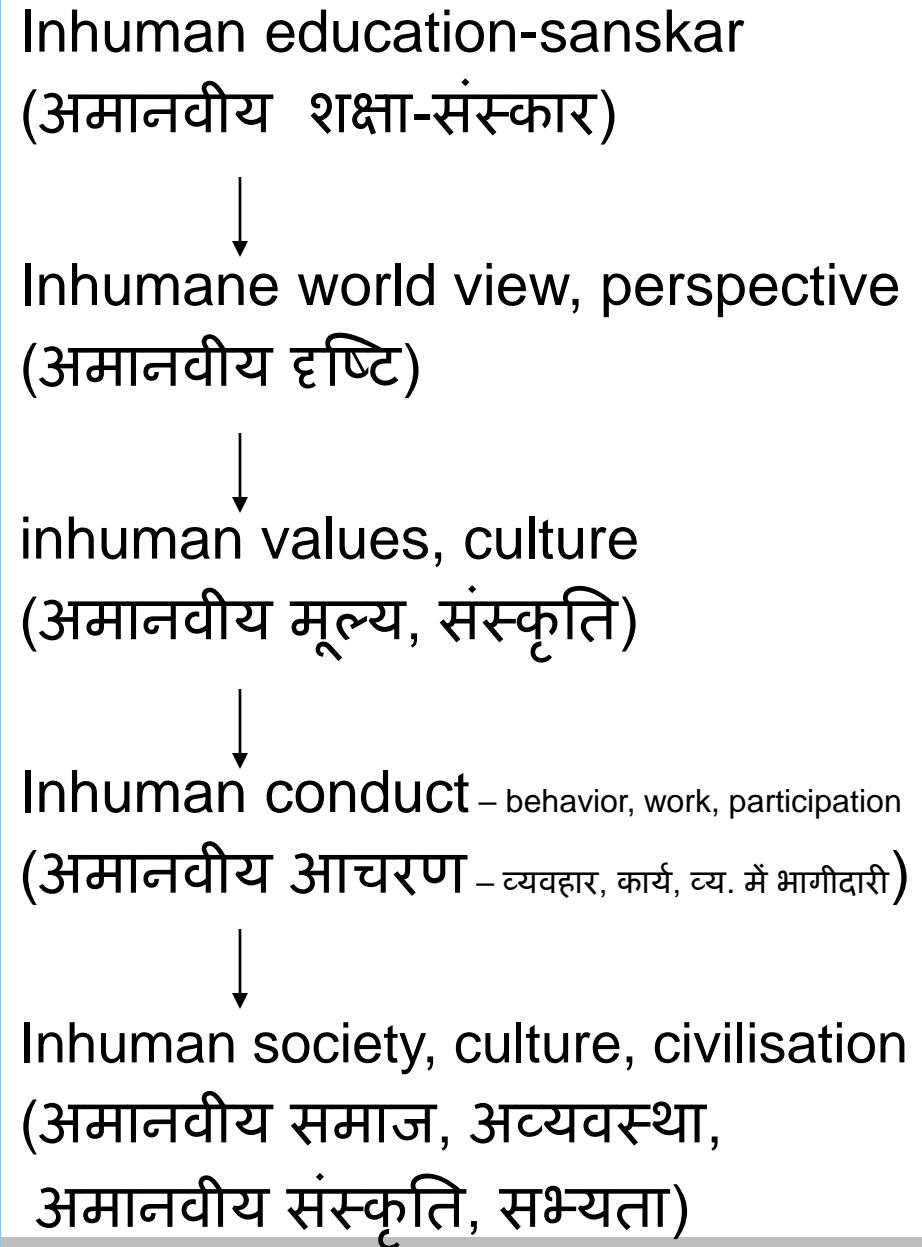 Inhuman education-sanskar
(अमानवीय शक्षा-संस्कार)
Inhumane world view, perspective
(अमानवीय दृष्टि)
inhuman values, culture
(अमानवीय मूल्य, संस्कृति)
Inhuman conduct – behavior, work, participation
(अमानवीय आचरण – व्यवहार, कार्य, व्य. में भागीदारी)
Inhuman society, culture, civilisation
(अमानवीय समाज, अव्यवस्था,
अमानवीय संस्कृति, सभ्यता)